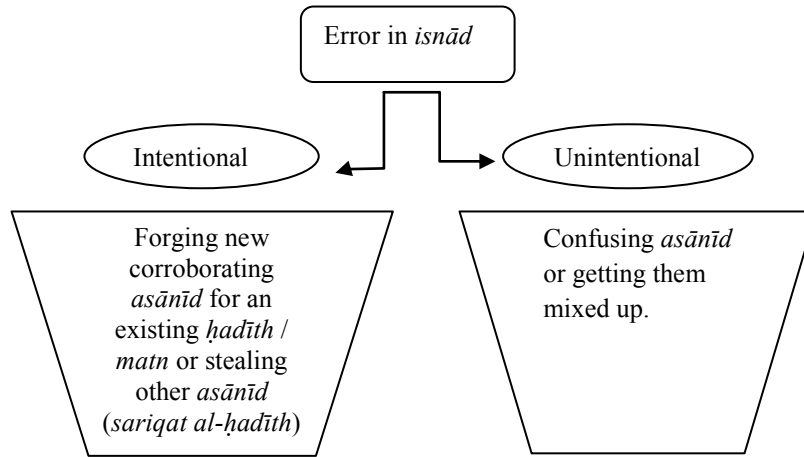 Error in isnād
Intentional
Unintentional
Forging new
corroborating
asānīd for an
existing ḥadīth /
matn or stealing
other asānīd
(sariqat al-ḥadīth)
Confusing asānīd
or getting them
mixed up.